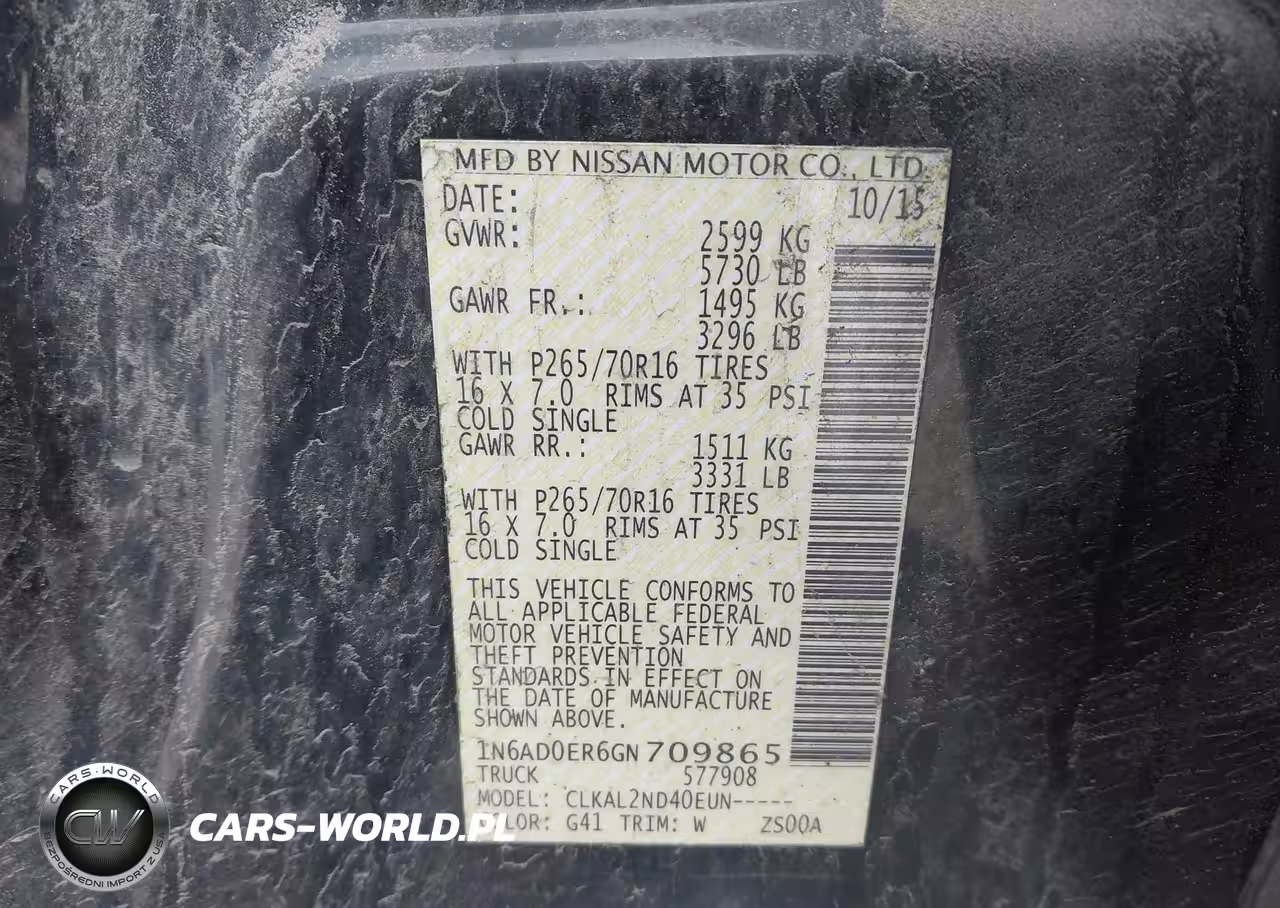 MFD BY NISSAN MOTOR CO., LTD.
DATE: 10/15
GVWR: 2599 KG
5730 LB
GAWR FR.: 1495 KG
3296 LB
WITH P265/70R16 TIRES
16 X 7.0 RIMS AT 35 PSI
COLD SINGLE
GAWR RR.: 1511 KG
3331 LB
WITH P265/70R16 TIRES
16 X 7.0 RIMS AT 35 PSI
COLD SINGLE
THIS VEHICLE CONFORMS TO
ALL APPLICABLE FEDERAL
MOTOR VEHICLE SAFETY AND
THEFT PREVENTION
STANDARDS IN EFFECT ON
THE DATE OF MANUFACTURE
SHOWN ABOVE.
1N6AD0ER6GN709865
TRUCK 577908
MODEL: CLKAL2ND40EUN-----
LOR: G41 TRIM: W ZS00A
CARS-WORLD
CW
BEZPOŚREDNI IMPORT Z USA
CARS-WORLD.PL